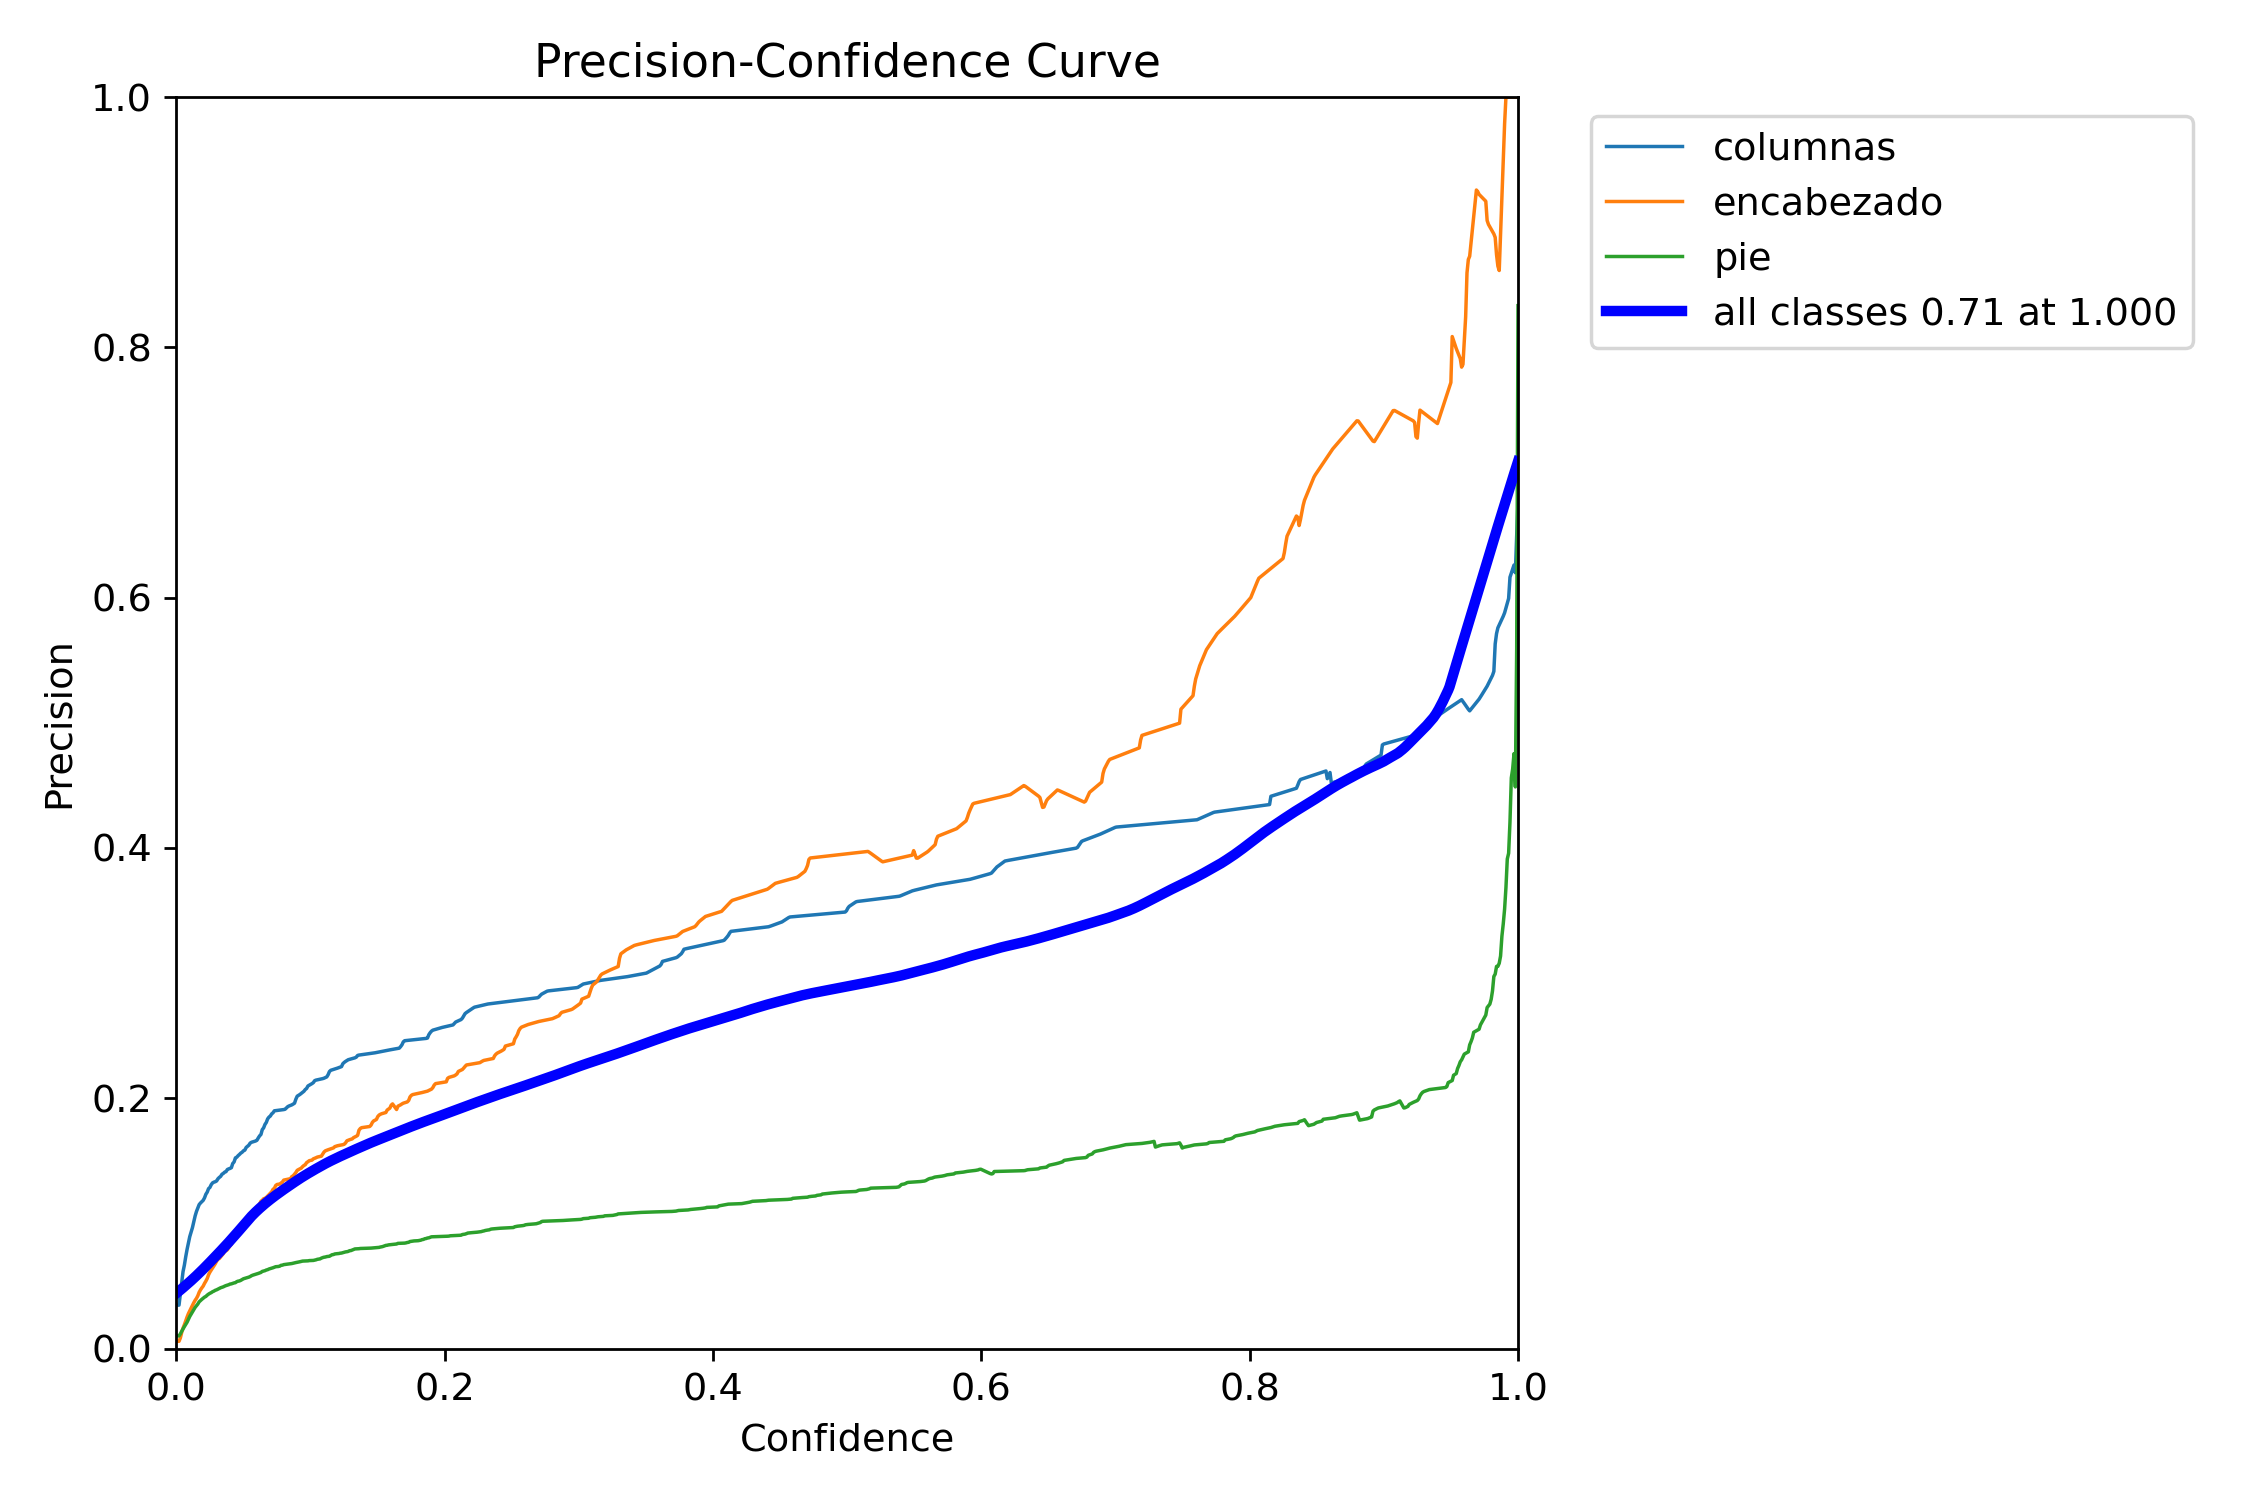 Precision-Confidence Curve
1.0
0.8
0.6
0.4
0.2
0.0
Precision
0.0 0.2 0.4 0.6 0.8 1.0
Confidence
columnas
encabezado
pie
all classes 0.71 at 1.000